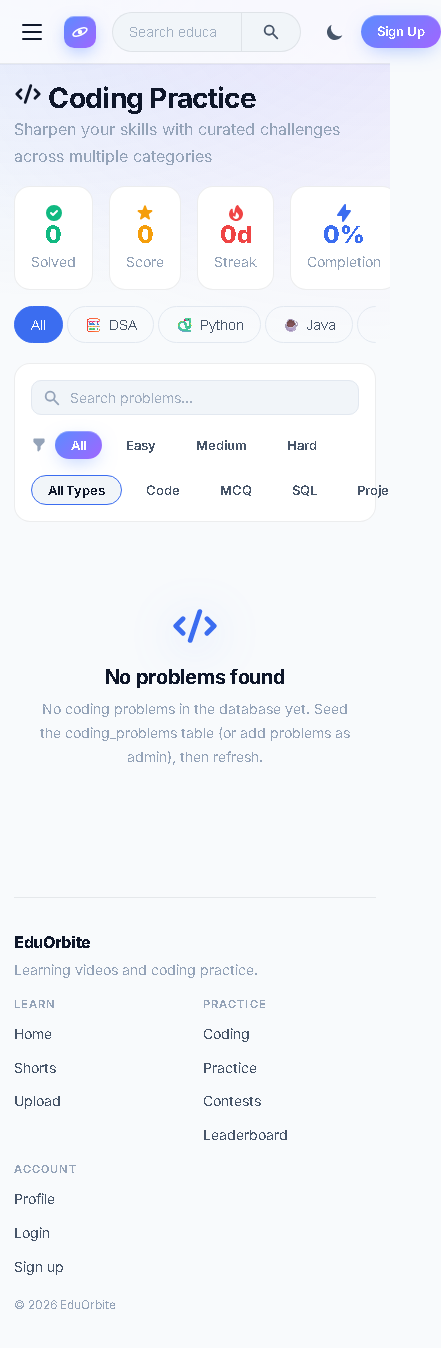 Search educa
Sign Up
Coding Practice
Sharpen your skills with curated challenges
across multiple categories
0
0
0d
0%
Solved
Score
Streak
Completion
All
DSA
Python
Java
Search problems...
All
Easy
Medium
Hard
All Types
Code
MCQ
SQL
Proje
No problems found
No coding problems in the database yet. Seed
the coding_problems table (or add problems as
admin), then refresh.
EduOrbite
Learning videos and coding practice.
LEARN
Home
Shorts
Upload
PRACTICE
Coding
Practice
Contests
Leaderboard
ACCOUNT
Profile
Login
Sign up
© 2026 EduOrbite